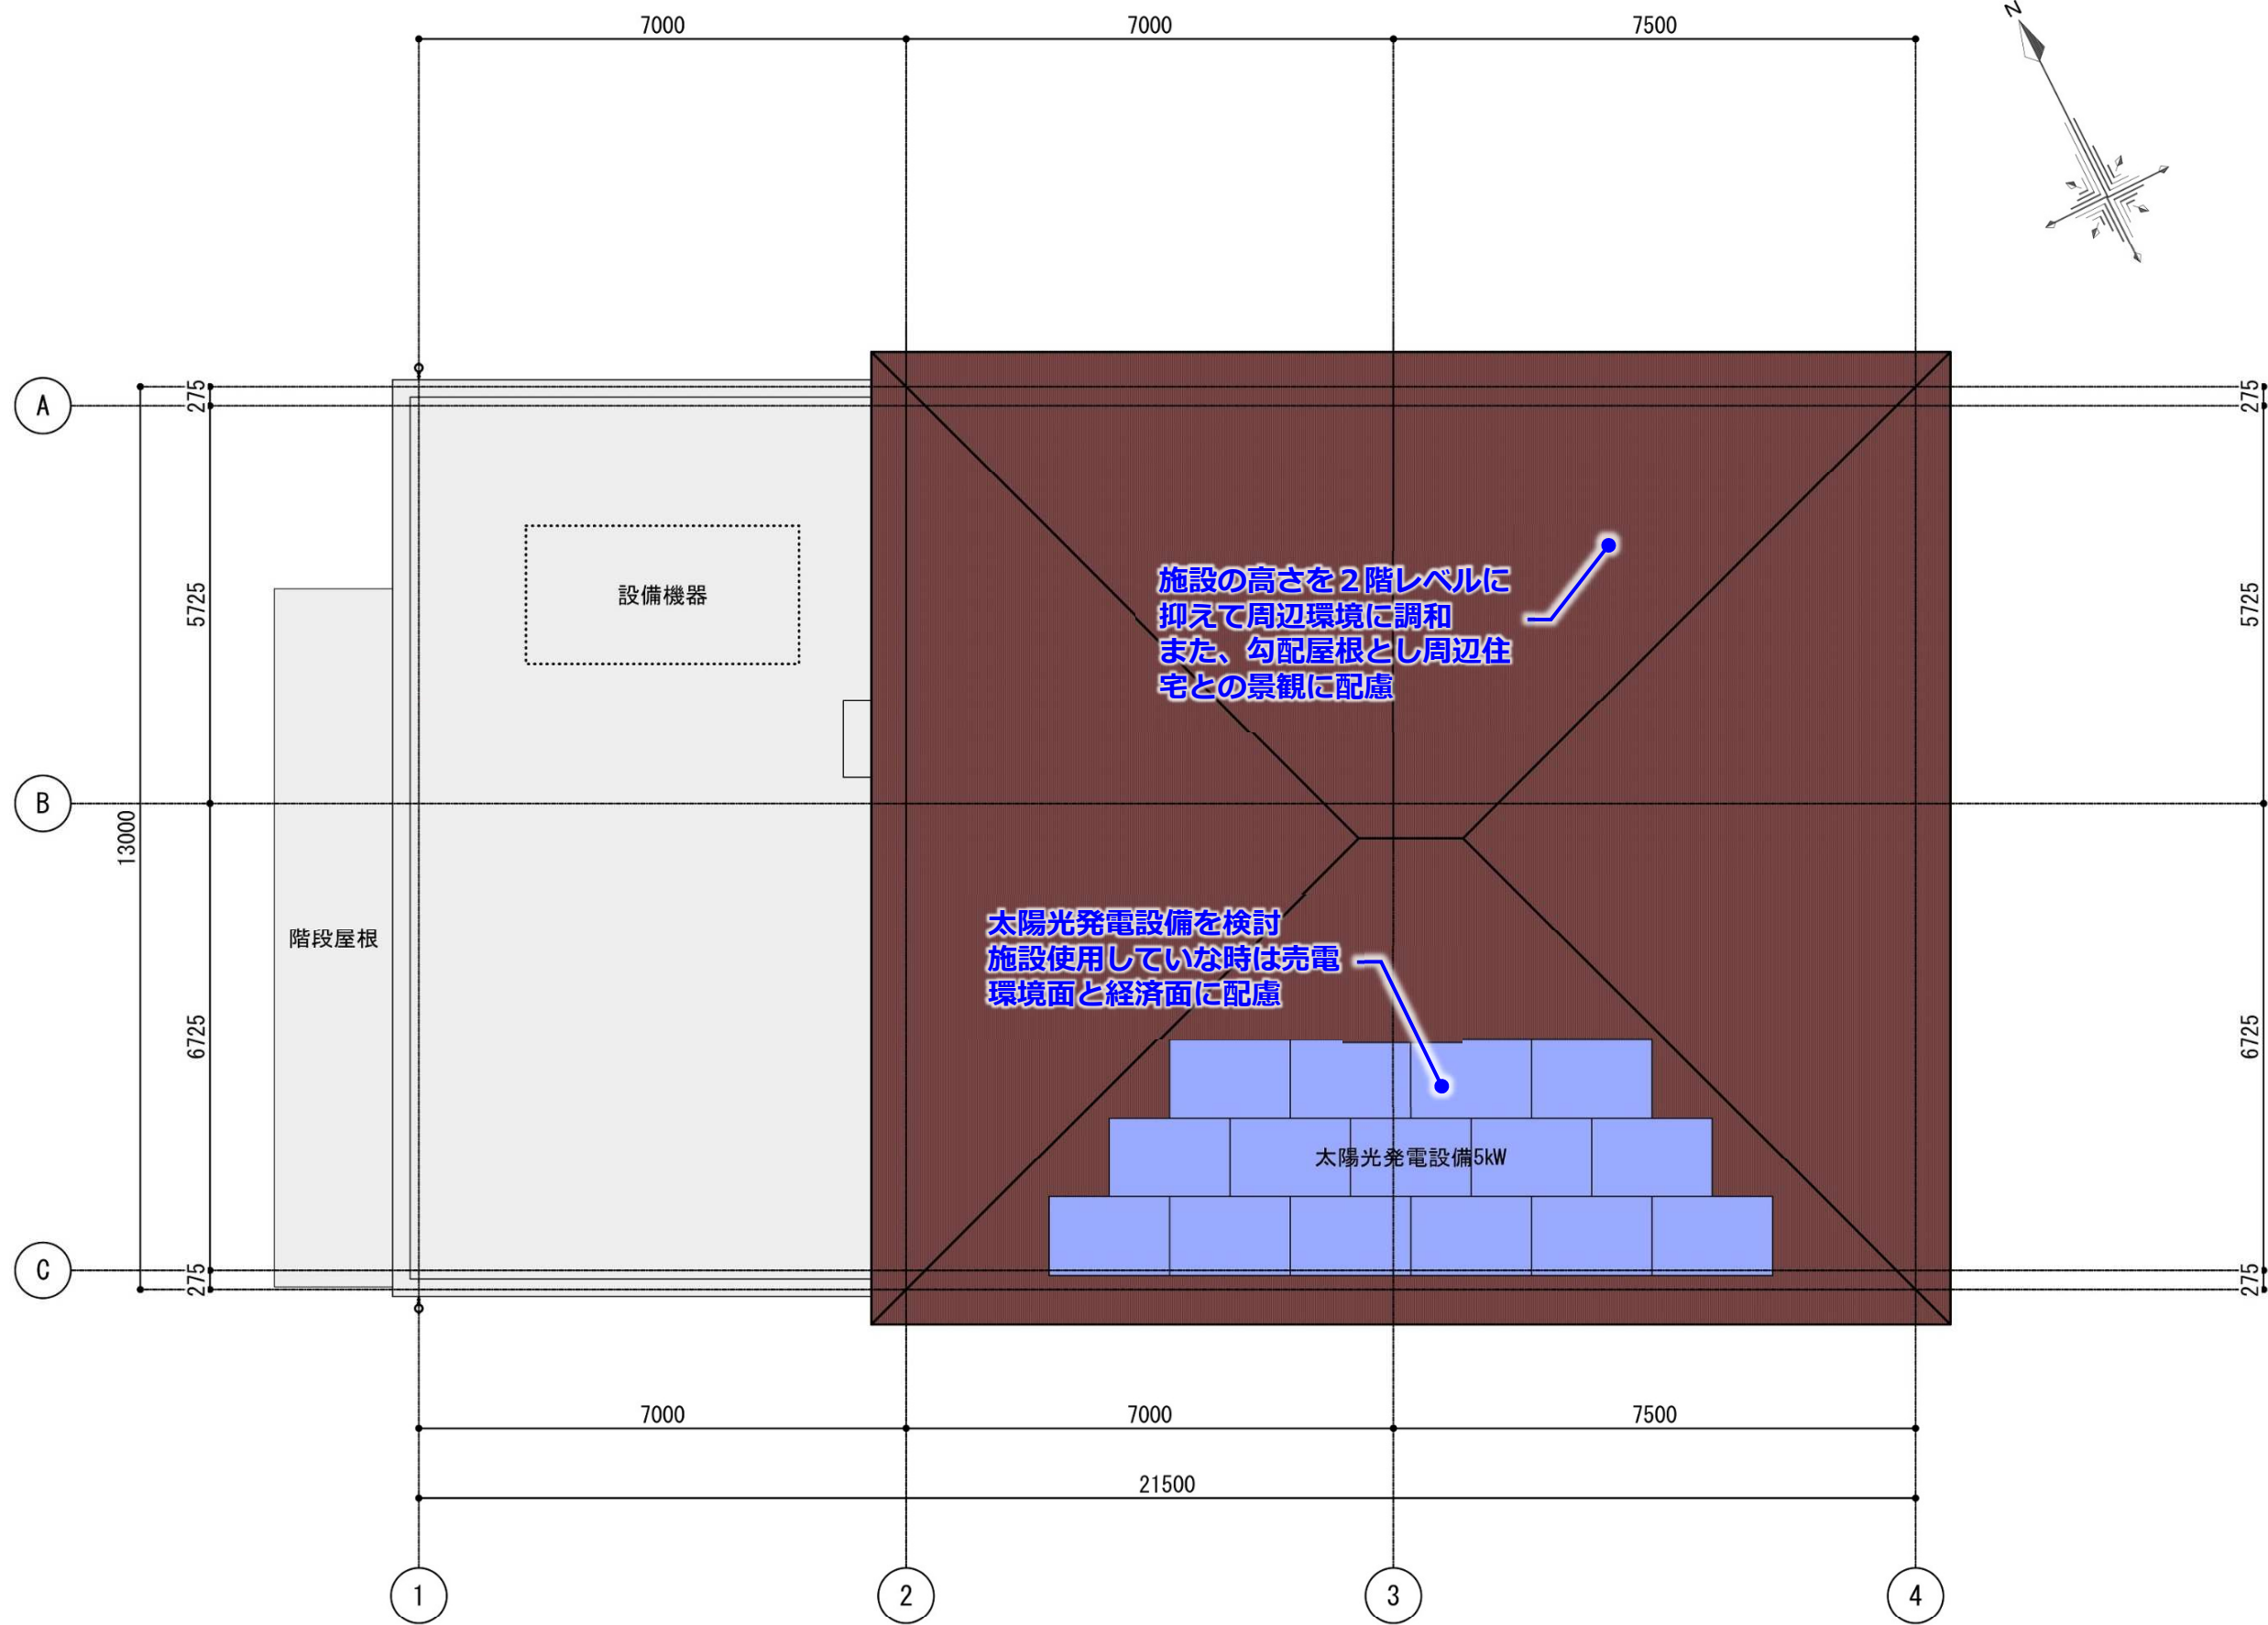 7000
7000
7500
N
A
275
275
設備機器
5725
5725
施設の高さを２階レベルに
抑えて周辺環境に調和
また、勾配屋根とし周辺住
宅との景観に配慮
B
13000
階段屋根
太陽光発電設備を検討
施設使用していな時は売電
環境面と経済面に配慮
6725
6725
太陽光発電設備5kW
C
275
275
7000
7000
7500
21500
1
2
3
4